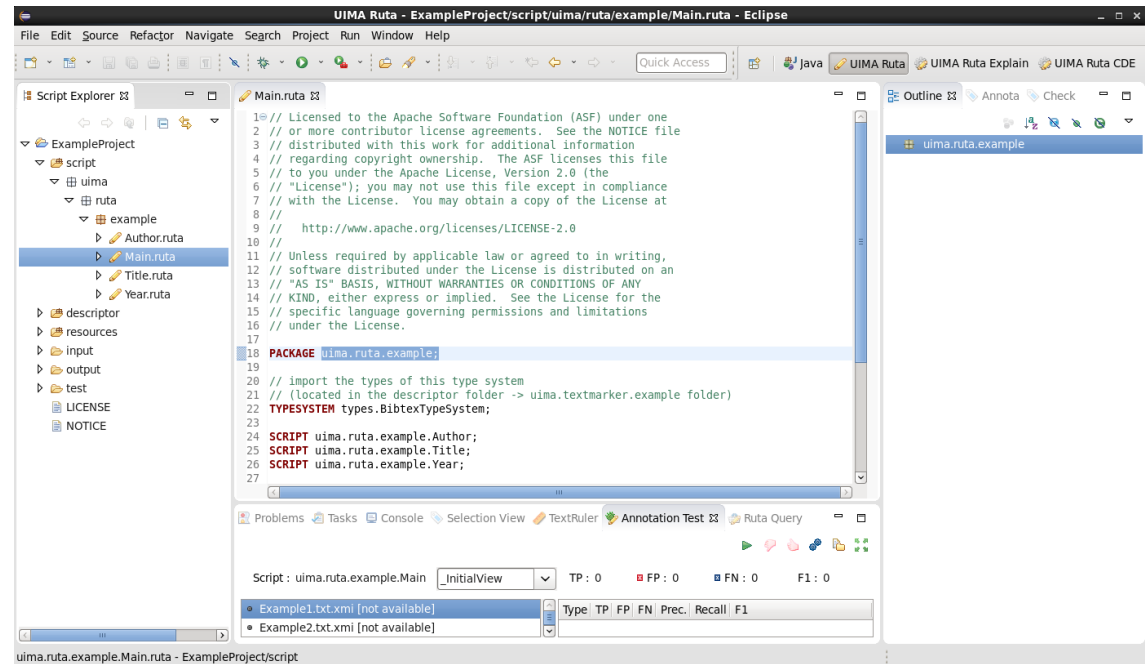 UIMA Ruta - ExampleProject/script/uima/ruta/example/Main.ruta - Eclipse
File Edit Source Refactor Navigate Search Project Run Window Help
Quick Access
Java
UIMA Ruta
UIMA Ruta Explain
UIMA Ruta CDE
Script Explorer
ExampleProject
script
uima
ruta
example
Author.ruta
Main.ruta
Title.ruta
Year.ruta
descriptor
resources
input
output
test
LICENSE
NOTICE
Main.ruta
1 // Licensed to the Apache Software Foundation (ASF) under one
2 // or more contributor license agreements.  See the NOTICE file
3 // distributed with this work for additional information
4 // regarding copyright ownership.  The ASF licenses this file
5 // to you under the Apache License, Version 2.0 (the
6 // "License"); you may not use this file except in compliance
7 // with the License.  You may obtain a copy of the License at
8 //
9 //   http://www.apache.org/licenses/LICENSE-2.0
10 //
11 // Unless required by applicable law or agreed to in writing,
12 // software distributed under the License is distributed on an
13 // "AS IS" BASIS, WITHOUT WARRANTIES OR CONDITIONS OF ANY
14 // KIND, either express or implied.  See the License for the
15 // specific language governing permissions and limitations
16 // under the License.
17
18 PACKAGE uima.ruta.example;
19
20 // import the types of this type system
21 // (located in the descriptor folder -> uima.textmarker.example folder)
22 TYPESYSTEM types.BibtexTypeSystem;
23
24 SCRIPT uima.ruta.example.Author;
25 SCRIPT uima.ruta.example.Title;
26 SCRIPT uima.ruta.example.Year;
27
Outline Annota Check
uima.ruta.example
Problems Tasks Console Selection View TextRuler Annotation Test Ruta Query
Script : uima.ruta.example.Main _InitialView TP : 0 FP : 0 FN : 0 F1 : 0
Example1.txt.xmi [not available]
Example2.txt.xmi [not available]
Type TP FP FN Prec. Recall F1
uima.ruta.example.Main.ruta - ExampleProject/script